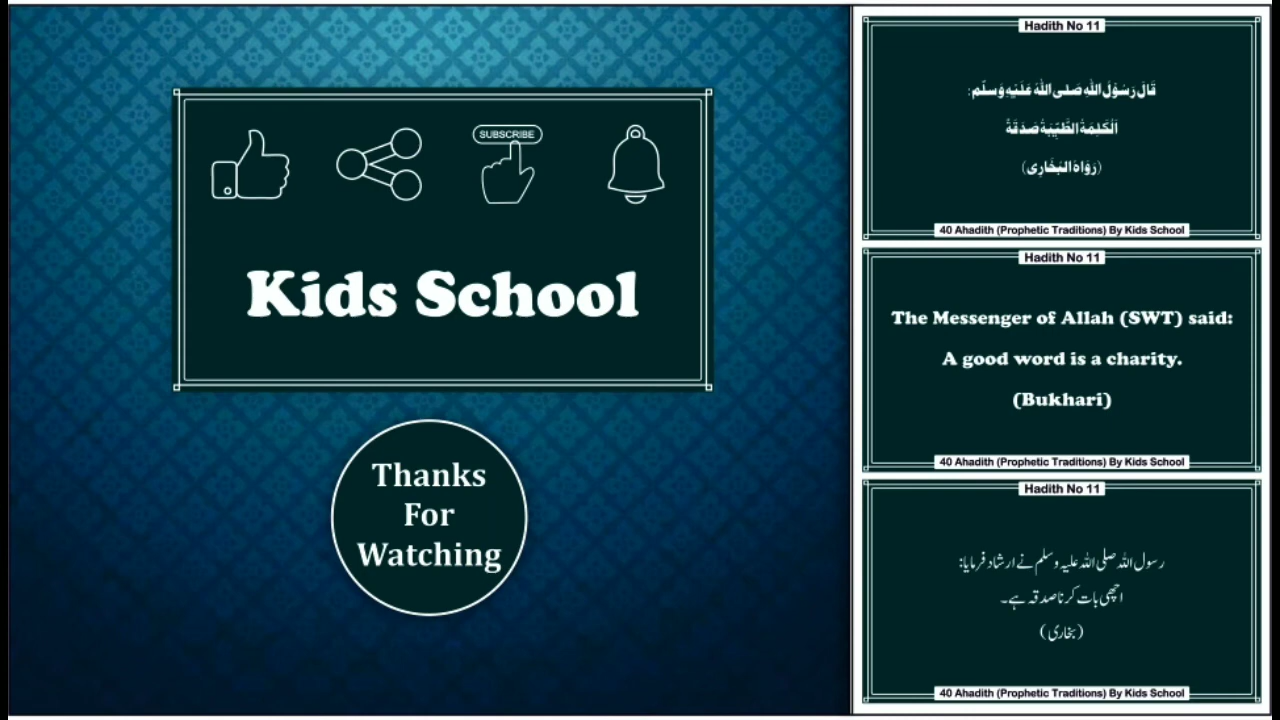 SUBSCRIBE
Kids School
Thanks
For
Watching
Hadith No 11
قَالَ رَسُوْلُ اللّٰهِ صَلَّى اللّٰهُ عَلَيْهِ وَسَلَّمَ:
اَلْكَلِمَةُ الطَّيِّبَةُ صَدَقَةٌ
(رَوَاهُ الْبُخَارِى)
40 Ahadith (Prophetic Traditions) By Kids School
Hadith No 11
The Messenger of Allah (SWT) said:
A good word is a charity.
(Bukhari)
40 Ahadith (Prophetic Traditions) By Kids School
Hadith No 11
رسول اللہ صلی اللہ علیہ وسلم نے ارشاد فرمایا:
اچھی بات کرنا صدقہ ہے۔
(بخاری)
40 Ahadith (Prophetic Traditions) By Kids School